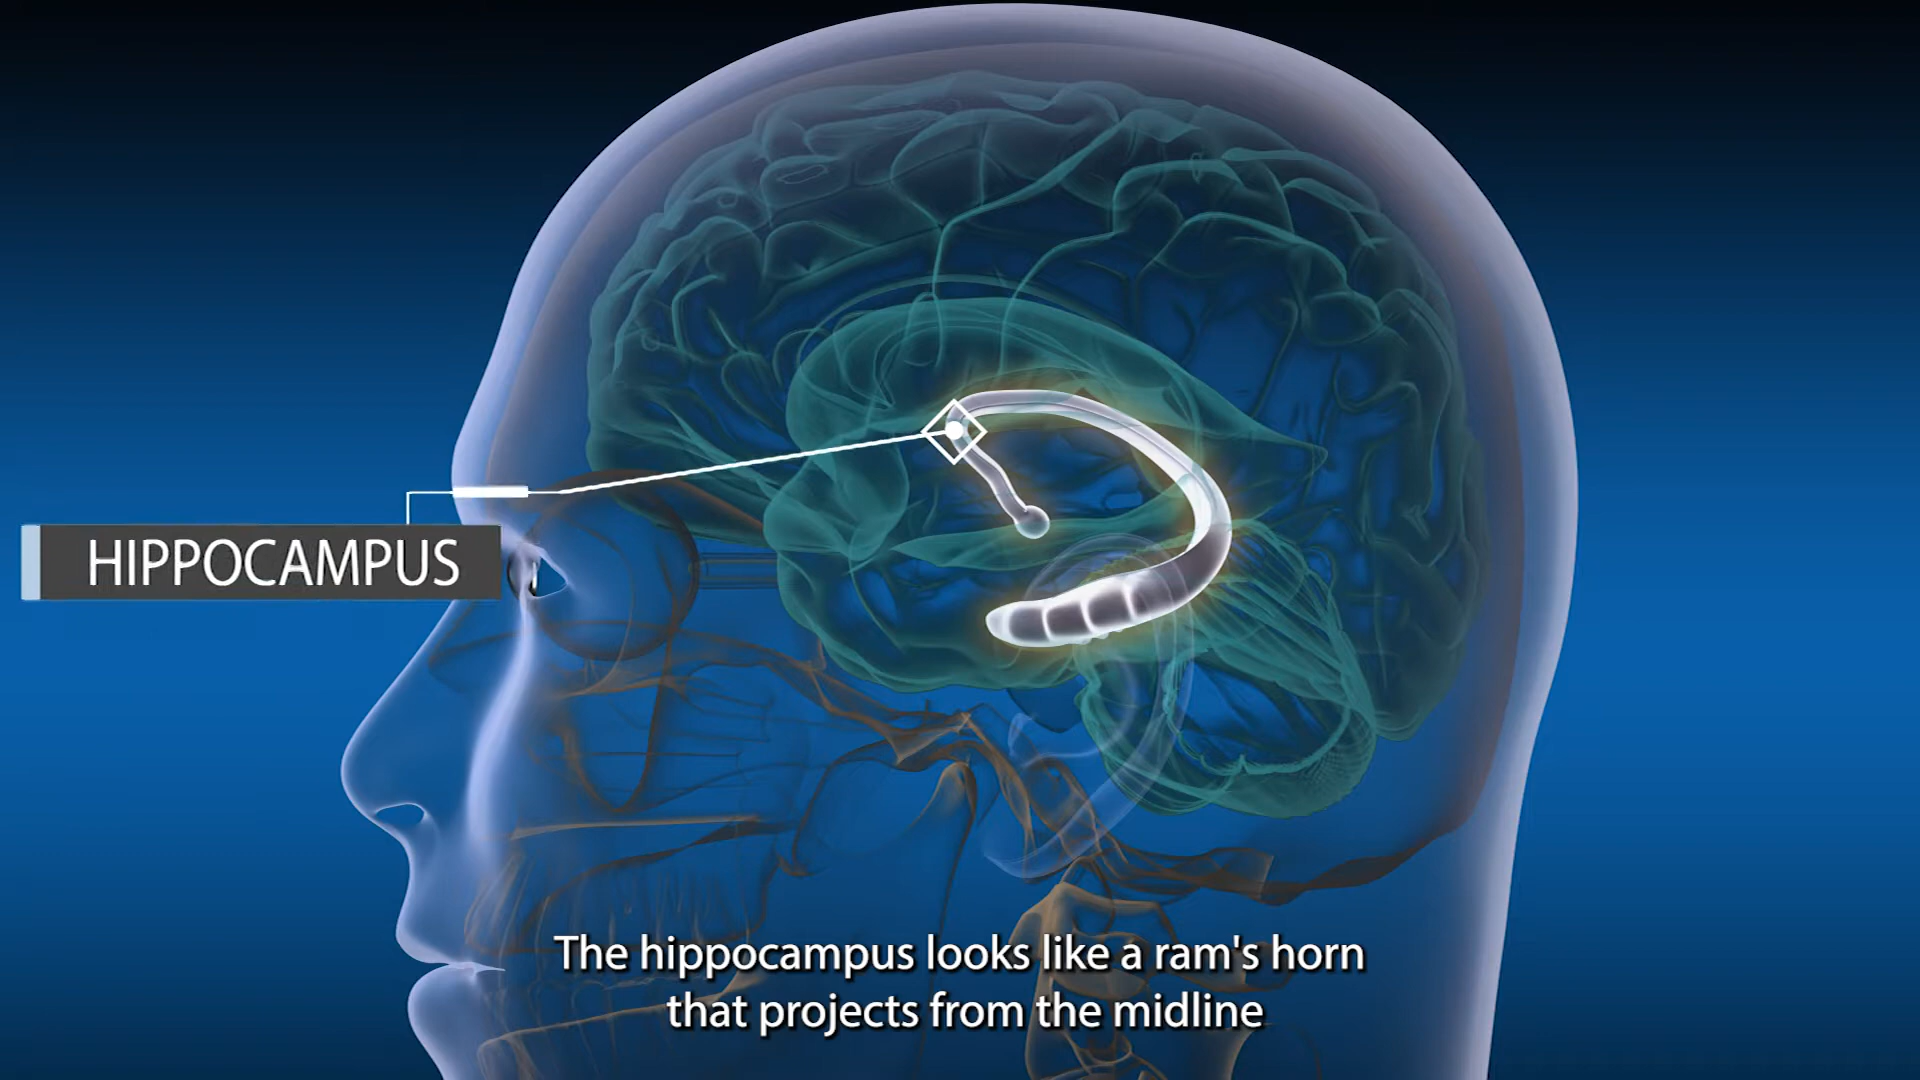 HIPPOCAMPUS
The hippocampus looks like a ram's horn
that projects from the midline